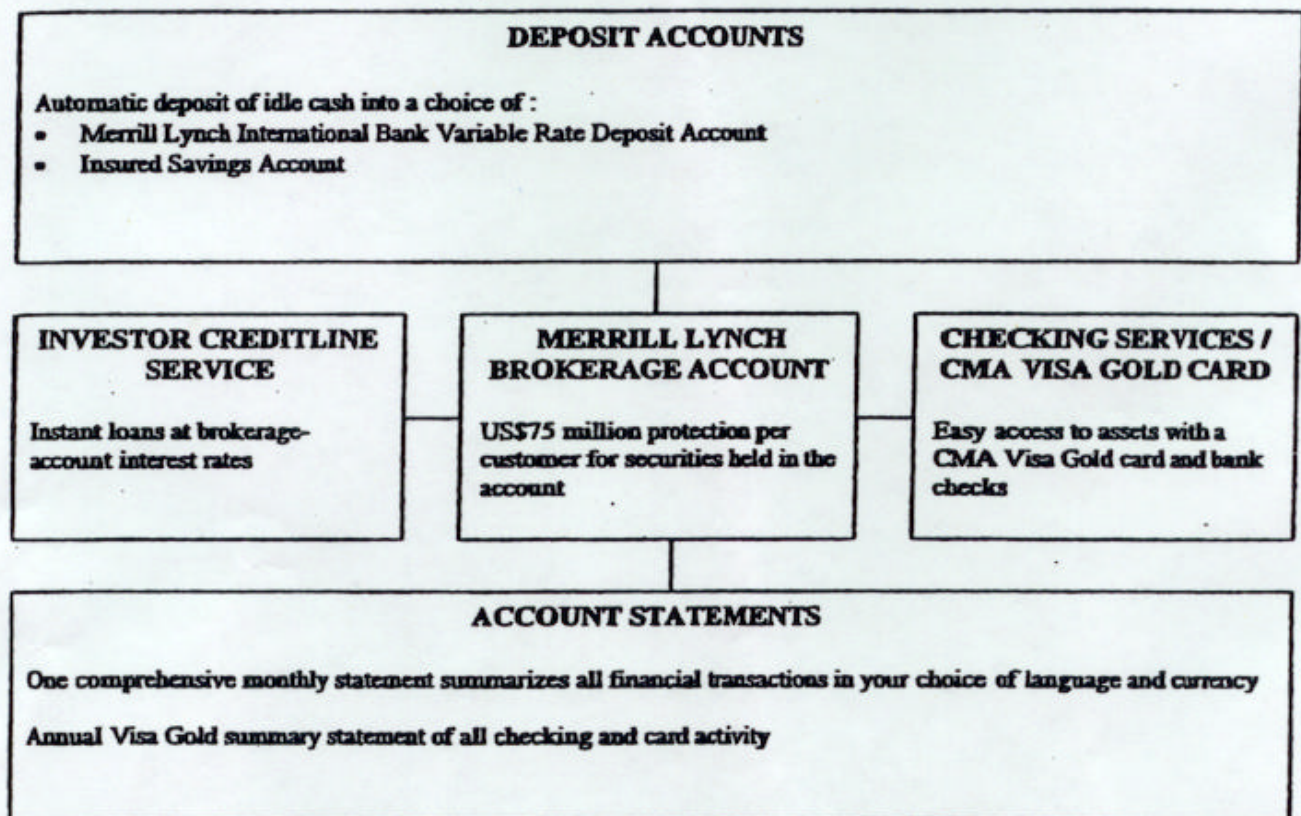 DEPOSIT ACCOUNTS
Automatic deposit of idle cash into a choice of :
• Merrill Lynch International Bank Variable Rate Deposit Account
• Insured Savings Account
INVESTOR CREDITLINE
SERVICE
Instant loans at brokerage-
account interest rates
MERRILL LYNCH
BROKERAGE ACCOUNT
US$75 million protection per
customer for securities held in the
account
CHECKING SERVICES /
CMA VISA GOLD CARD
Easy access to assets with a
CMA Visa Gold card and bank
checks
ACCOUNT STATEMENTS
One comprehensive monthly statement summarizes all financial transactions in your choice of language and currency
Annual Visa Gold summary statement of all checking and card activity